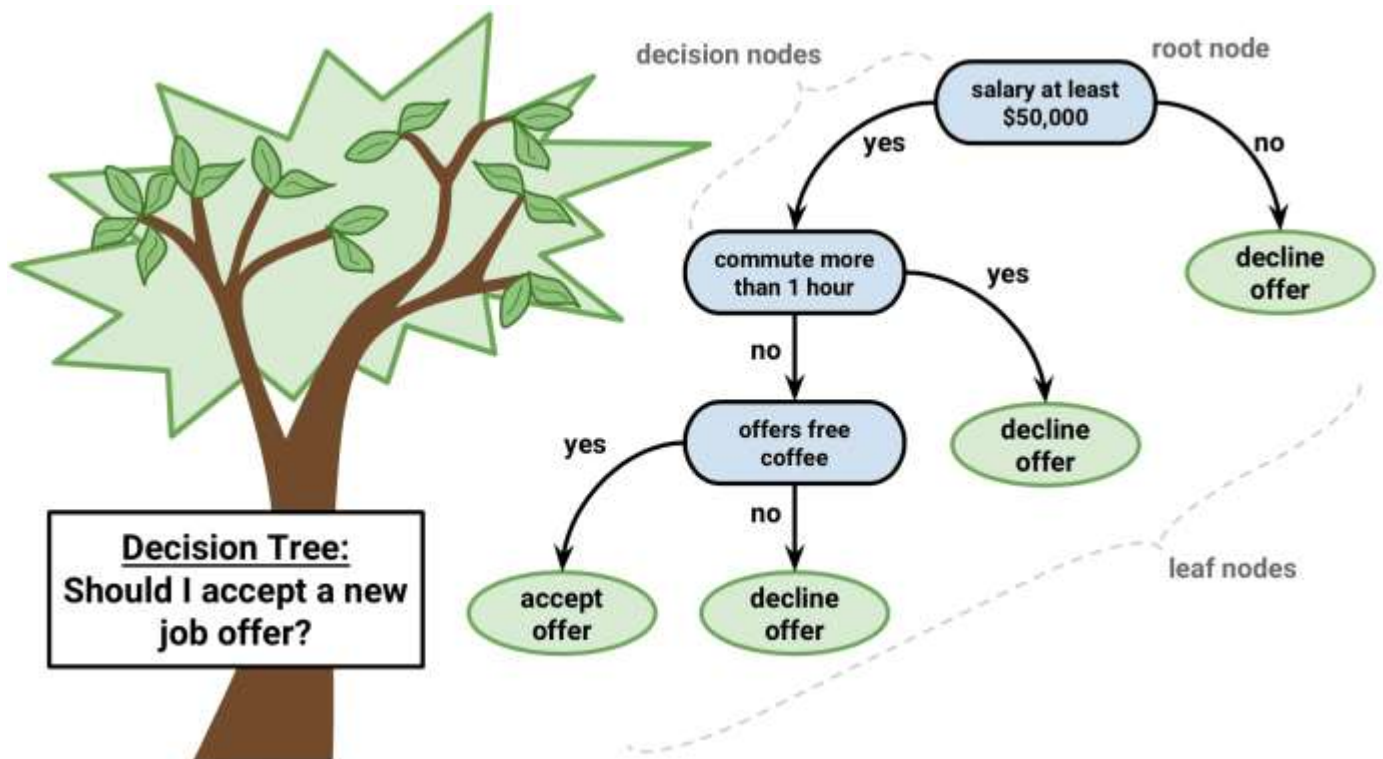 decision nodes
root node
salary at least
$50,000
yes
no
commute more
than 1 hour
yes
decline
offer
no
offers free
coffee
decline
offer
yes
no
leaf nodes
accept
offer
decline
offer
Decision Tree:
Should I accept a new
job offer?